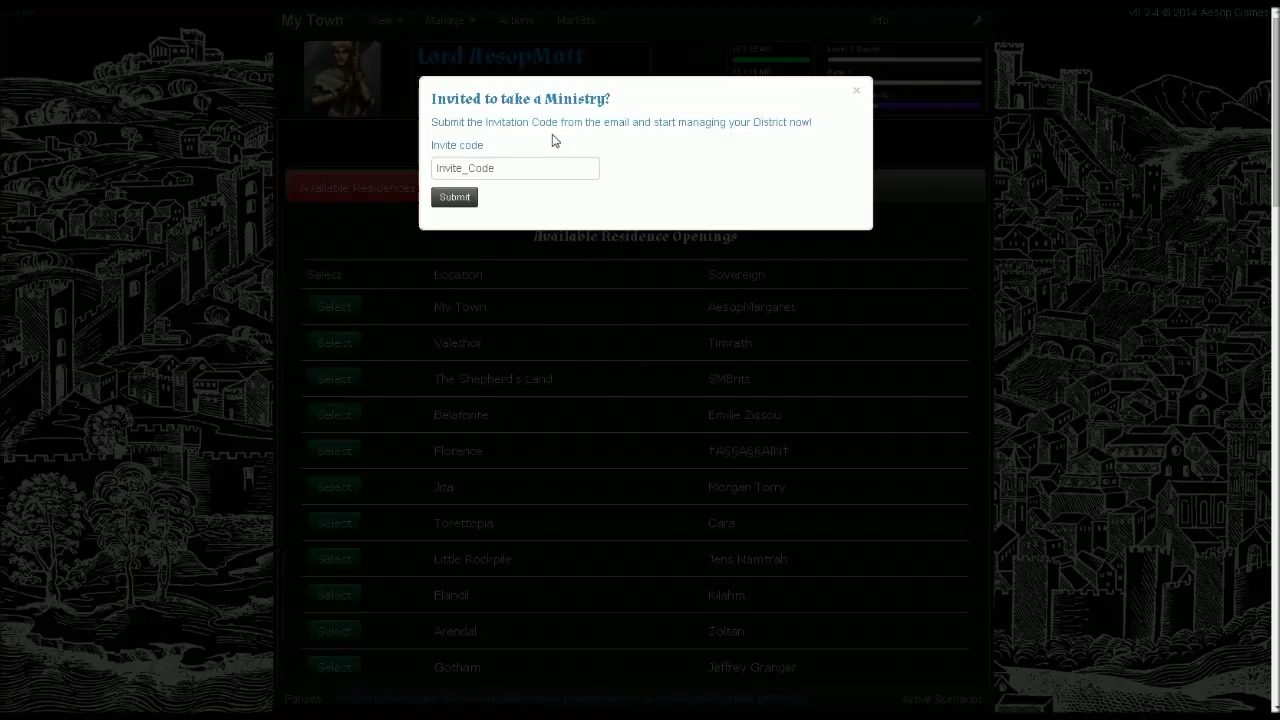 My Town View Manage Actions Markets Info
v0.2.4 © 2014 Aesop Games
Lord AesopMatt
Invited to take a Ministry?
×
Submit the Invitation Code from the email and start managing your District now!
Invite code
Invite_Code
Submit
Available Residences
Available Residence Openings
Select Location Sovereign
Select My Town AesopMargaret
Select Valethor Timrath
Select The Shepherd's Land SMBritt
Select Belafonte Emilie Zissou
Select Florence †A§§A§§AIN†
Select Jita Morgan Torry
Select Torettopia Cara
Select Little Rockpile Jens Namtrah
Select Elandil Kilahm
Select Arendal Zoltan
Select Gotham Jeffrey Granger
Forums Active Scenarios